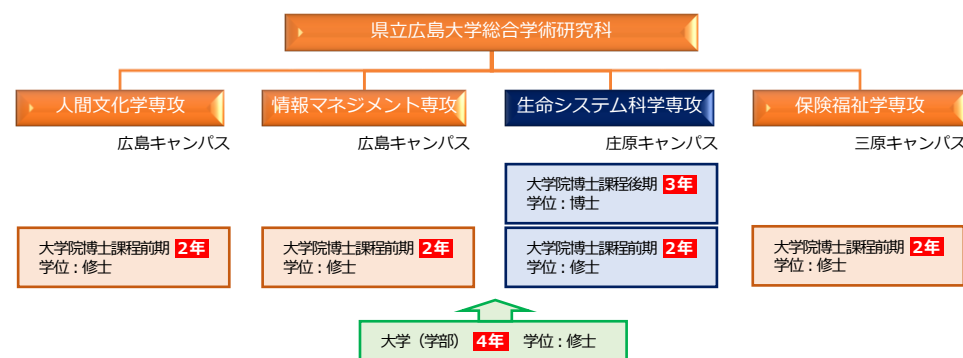 県立広島大学総合学術研究科
人間文化学専攻
情報マネジメント専攻
生命システム科学専攻
保険福祉学専攻
広島キャンパス
広島キャンパス
庄原キャンパス
三原キャンパス
大学院博士課程後期 3年
学位：博士
大学院博士課程前期 2年
学位：修士
大学院博士課程前期 2年
学位：修士
大学院博士課程前期 2年
学位：修士
大学院博士課程前期 2年
学位：修士
大学（学部） 4年 学位：修士